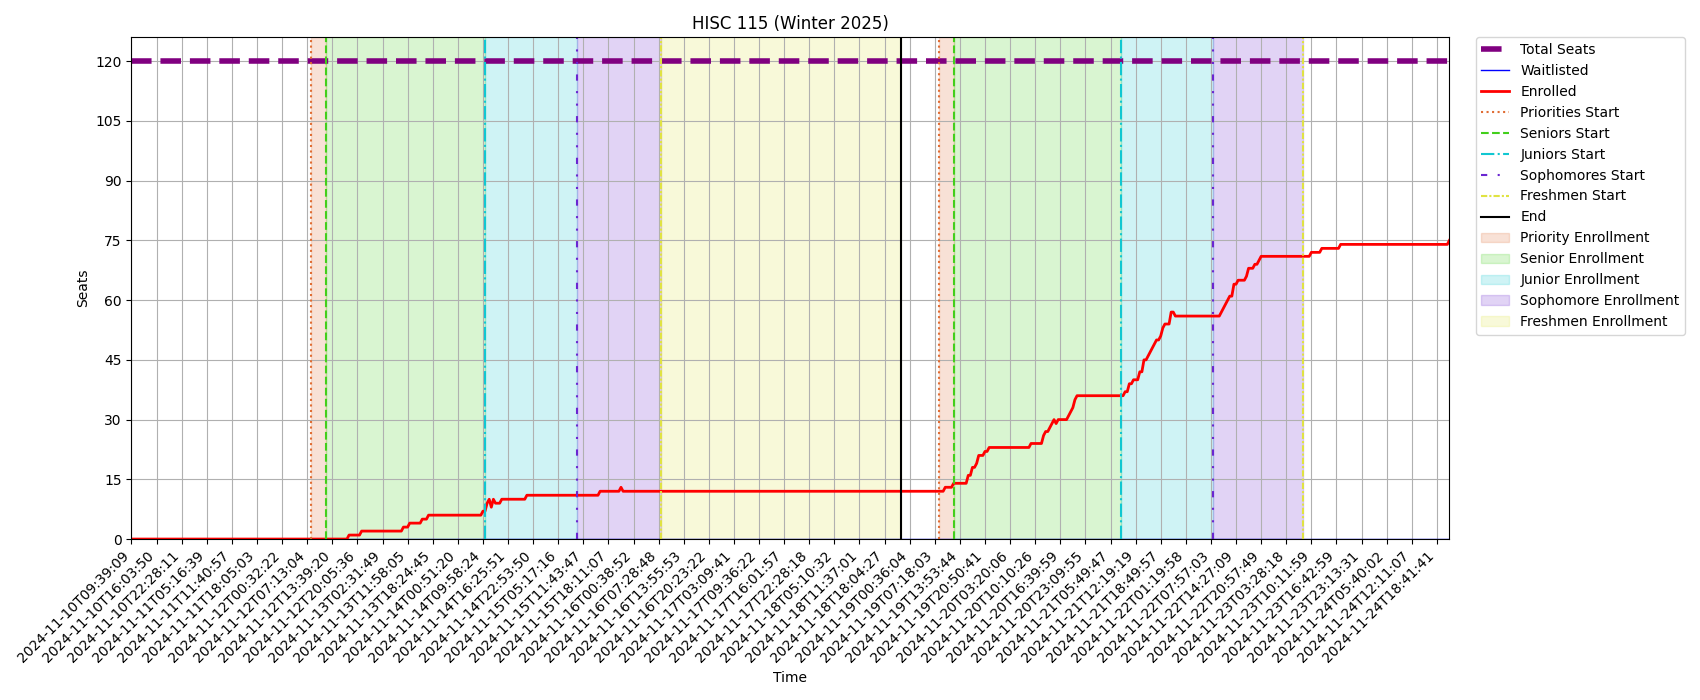 HISC 115 (Winter 2025)
Seats
120
105
90
75
60
45
30
15
0
2024-11-10T09:39:09
2024-11-10T16:03:50
2024-11-10T22:28:11
2024-11-11T05:16:39
2024-11-11T11:40:57
2024-11-11T18:05:03
2024-11-12T00:32:22
2024-11-12T07:13:04
2024-11-12T13:39:20
2024-11-12T20:05:36
2024-11-13T02:31:49
2024-11-13T11:58:05
2024-11-13T18:24:45
2024-11-14T00:51:20
2024-11-14T09:58:24
2024-11-14T16:25:51
2024-11-14T22:53:50
2024-11-15T05:17:16
2024-11-15T11:43:47
2024-11-15T18:11:07
2024-11-16T00:38:52
2024-11-16T07:28:48
2024-11-16T13:55:53
2024-11-16T20:23:22
2024-11-17T03:09:41
2024-11-17T09:36:22
2024-11-17T16:01:57
2024-11-17T22:28:18
2024-11-18T05:10:32
2024-11-18T11:37:01
2024-11-18T18:04:27
2024-11-19T00:36:04
2024-11-19T07:18:03
2024-11-19T13:53:44
2024-11-19T20:50:41
2024-11-20T03:20:06
2024-11-20T10:10:26
2024-11-20T16:39:59
2024-11-20T23:09:55
2024-11-21T05:49:47
2024-11-21T12:19:19
2024-11-21T18:49:57
2024-11-22T01:19:58
2024-11-22T07:57:03
2024-11-22T14:27:09
2024-11-22T20:57:49
2024-11-23T03:28:18
2024-11-23T10:11:59
2024-11-23T16:42:59
2024-11-23T23:13:31
2024-11-24T05:40:02
2024-11-24T12:11:07
2024-11-24T18:41:41
Time
Total Seats
Waitlisted
Enrolled
Priorities Start
Seniors Start
Juniors Start
Sophomores Start
Freshmen Start
End
Priority Enrollment
Senior Enrollment
Junior Enrollment
Sophomore Enrollment
Freshmen Enrollment